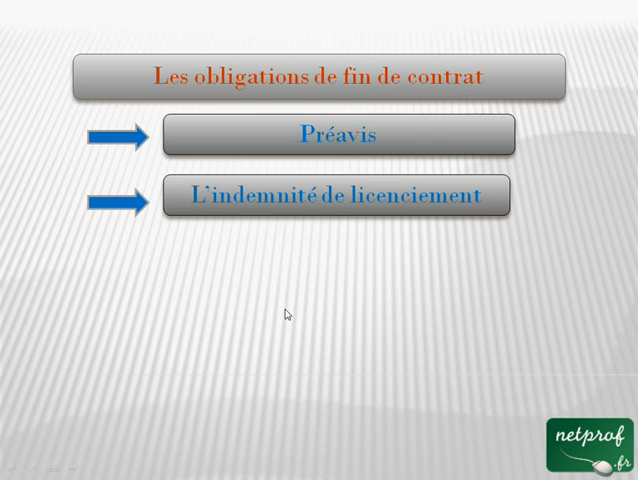 Les obligations de fin de contrat
Préavis
L'indemnité de licenciement
netprof
.fr